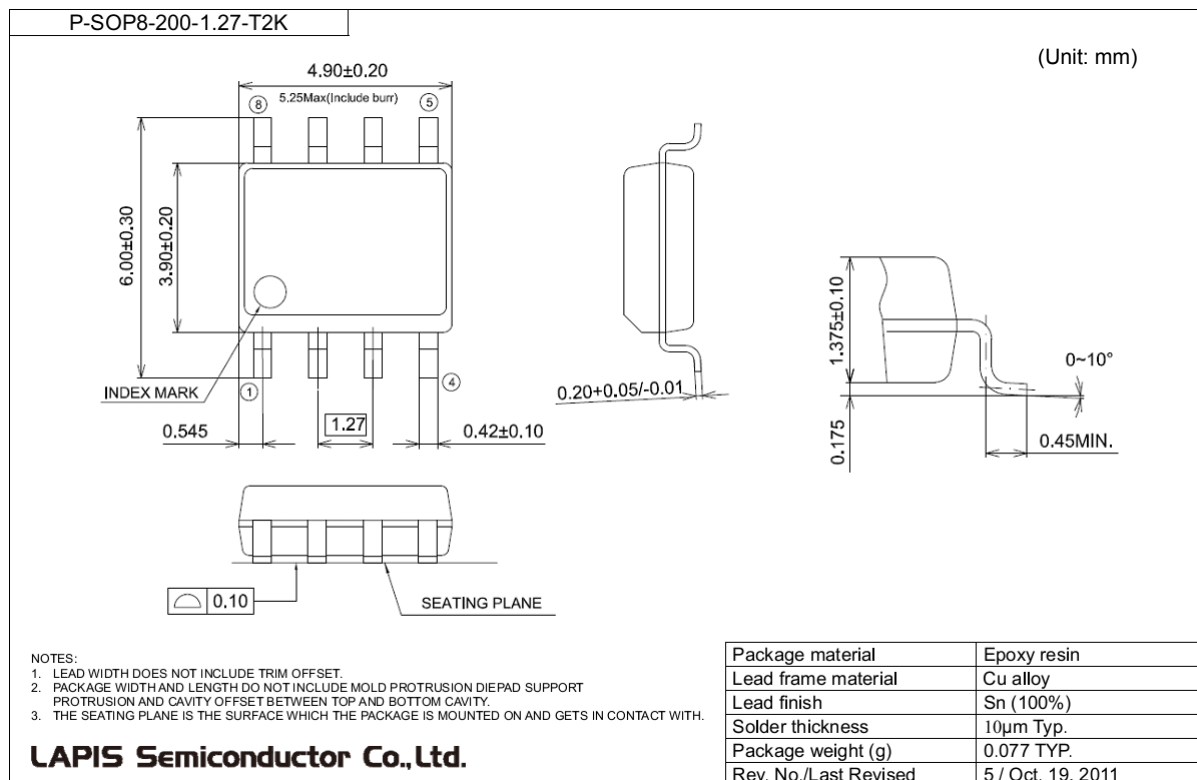 P-SOP8-200-1.27-T2K
(Unit: mm)
4.90±0.20
5.25Max(Include burr)
8
5
6.00±0.30
3.90±0.20
INDEX MARK
1
4
0.545
1.27
0.42±0.10
0.20+0.05/-0.01
1.375±0.10
0.175
0~10°
0.45MIN.
0.10
SEATING PLANE
NOTES:
1. LEAD WIDTH DOES NOT INCLUDE TRIM OFFSET.
2. PACKAGE WIDTH AND LENGTH DO NOT INCLUDE MOLD PROTRUSION DIEPAD SUPPORT
PROTRUSION AND CAVITY OFFSET BETWEEN TOP AND BOTTOM CAVITY.
3. THE SEATING PLANE IS THE SURFACE WHICH THE PACKAGE IS MOUNTED ON AND GETS IN CONTACT WITH.
LAPIS Semiconductor Co.,Ltd.
Package material Epoxy resin
Lead frame material Cu alloy
Lead finish Sn (100%)
Solder thickness 10μm Typ.
Package weight (g) 0.077 TYP.
Rev. No./Last Revised 5 / Oct. 19, 2011